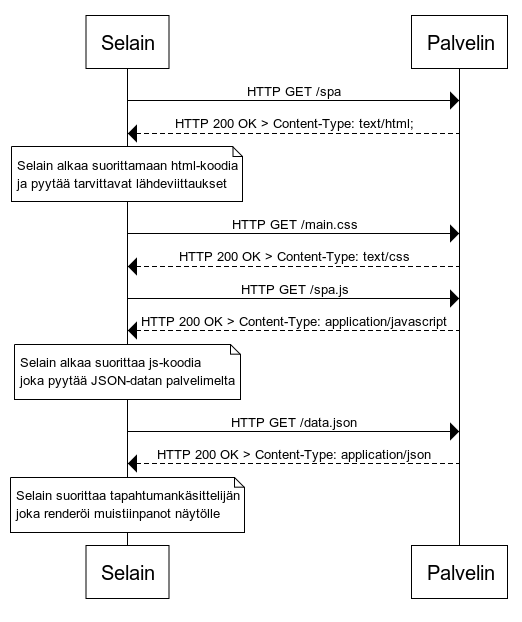 Selain Palvelin
HTTP GET /spa
HTTP 200 OK > Content-Type: text/html;
Selain alkaa suorittamaan html-koodia
ja pyytää tarvittavat lähdeviittaukset
HTTP GET /main.css
HTTP 200 OK > Content-Type: text/css
HTTP GET /spa.js
HTTP 200 OK > Content-Type: application/javascript
Selain alkaa suorittaa js-koodia
joka pyytää JSON-datan palvelimelta
HTTP GET /data.json
HTTP 200 OK > Content-Type: application/json
Selain suorittaa tapahtumankäsittelijän
joka renderöi muistiinpanot näytölle
Selain Palvelin